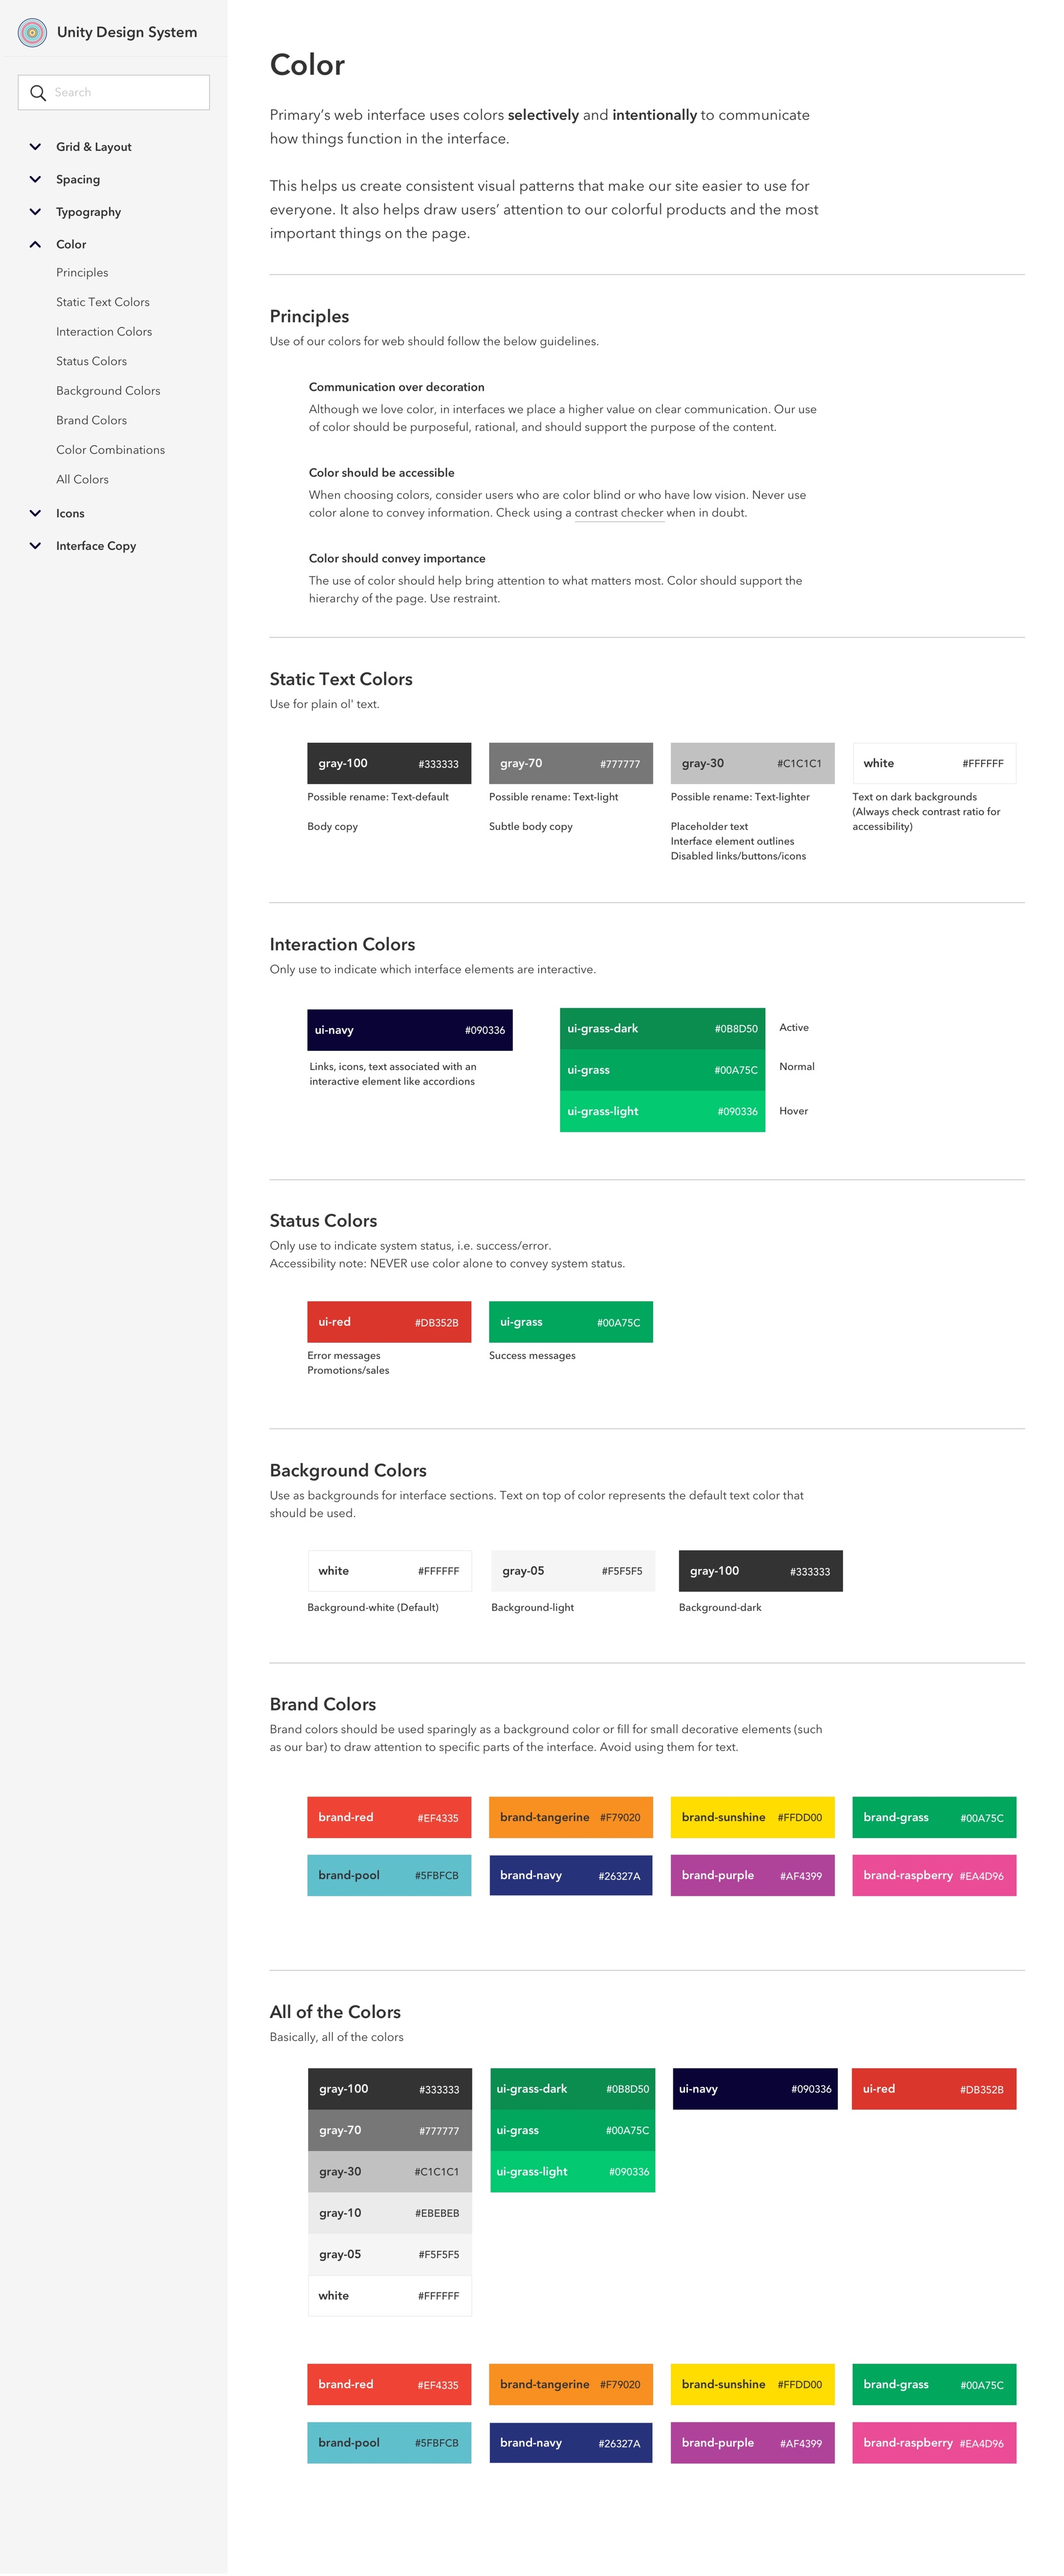 Unity Design System
Search
Grid & Layout
Spacing
Typography
Color
Principles
Static Text Colors
Interaction Colors
Status Colors
Background Colors
Brand Colors
Color Combinations
All Colors
Icons
Interface Copy
Color
Primary's web interface uses colors selectively and intentionally to communicate
how things function in the interface.
This helps us create consistent visual patterns that make our site easier to use for
everyone. It also helps draw users' attention to our colorful products and the most
important things on the page.
Principles
Use of our colors for web should follow the below guidelines.
Communication over decoration
Although we love color, in interfaces we place a higher value on clear communication. Our use
of color should be purposeful, rational, and should support the purpose of the content.
Color should be accessible
When choosing colors, consider users who are color blind or who have low vision. Never use
color alone to convey information. Check using a contrast checker when in doubt.
Color should convey importance
The use of color should help bring attention to what matters most. Color should support the
hierarchy of the page. Use restraint.
Static Text Colors
Use for plain ol' text.
gray-100 #333333
Possible rename: Text-default
Body copy
gray-70 #777777
Possible rename: Text-light
Subtle body copy
gray-30 #C1C1C1
Possible rename: Text-lighter
Placeholder text
Interface element outlines
Disabled links/buttons/icons
white #FFFFFF
Text on dark backgrounds
(Always check contrast ratio for
accessibility)
Interaction Colors
Only use to indicate which interface elements are interactive.
ui-navy #090336
Links, icons, text associated with an
interactive element like accordions
ui-grass-dark #0B8D50 Active
ui-grass #00A75C Normal
ui-grass-light #090336 Hover
Status Colors
Only use to indicate system status, i.e. success/error.
Accessibility note: NEVER use color alone to convey system status.
ui-red #DB352B
Error messages
Promotions/sales
ui-grass #00A75C
Success messages
Background Colors
Use as backgrounds for interface sections. Text on top of color represents the default text color that
should be used.
white #FFFFFF
Background-white (Default)
gray-05 #F5F5F5
Background-light
gray-100 #333333
Background-dark
Brand Colors
Brand colors should be used sparingly as a background color or fill for small decorative elements (such
as our bar) to draw attention to specific parts of the interface. Avoid using them for text.
brand-red #EF4335
brand-tangerine #F79020
brand-sunshine #FFDD00
brand-grass #00A75C
brand-pool #5FBFCB
brand-navy #26327A
brand-purple #AF4399
brand-raspberry #EA4D96
All of the Colors
Basically, all of the colors
gray-100 #333333
gray-70 #777777
gray-30 #C1C1C1
gray-10 #EBEBEB
gray-05 #F5F5F5
white #FFFFFF
ui-grass-dark #0B8D50
ui-grass #00A75C
ui-grass-light #090336
ui-navy #090336
ui-red #DB352B
brand-red #EF4335
brand-tangerine #F79020
brand-sunshine #FFDD00
brand-grass #00A75C
brand-pool #5FBFCB
brand-navy #26327A
brand-purple #AF4399
brand-raspberry #EA4D96